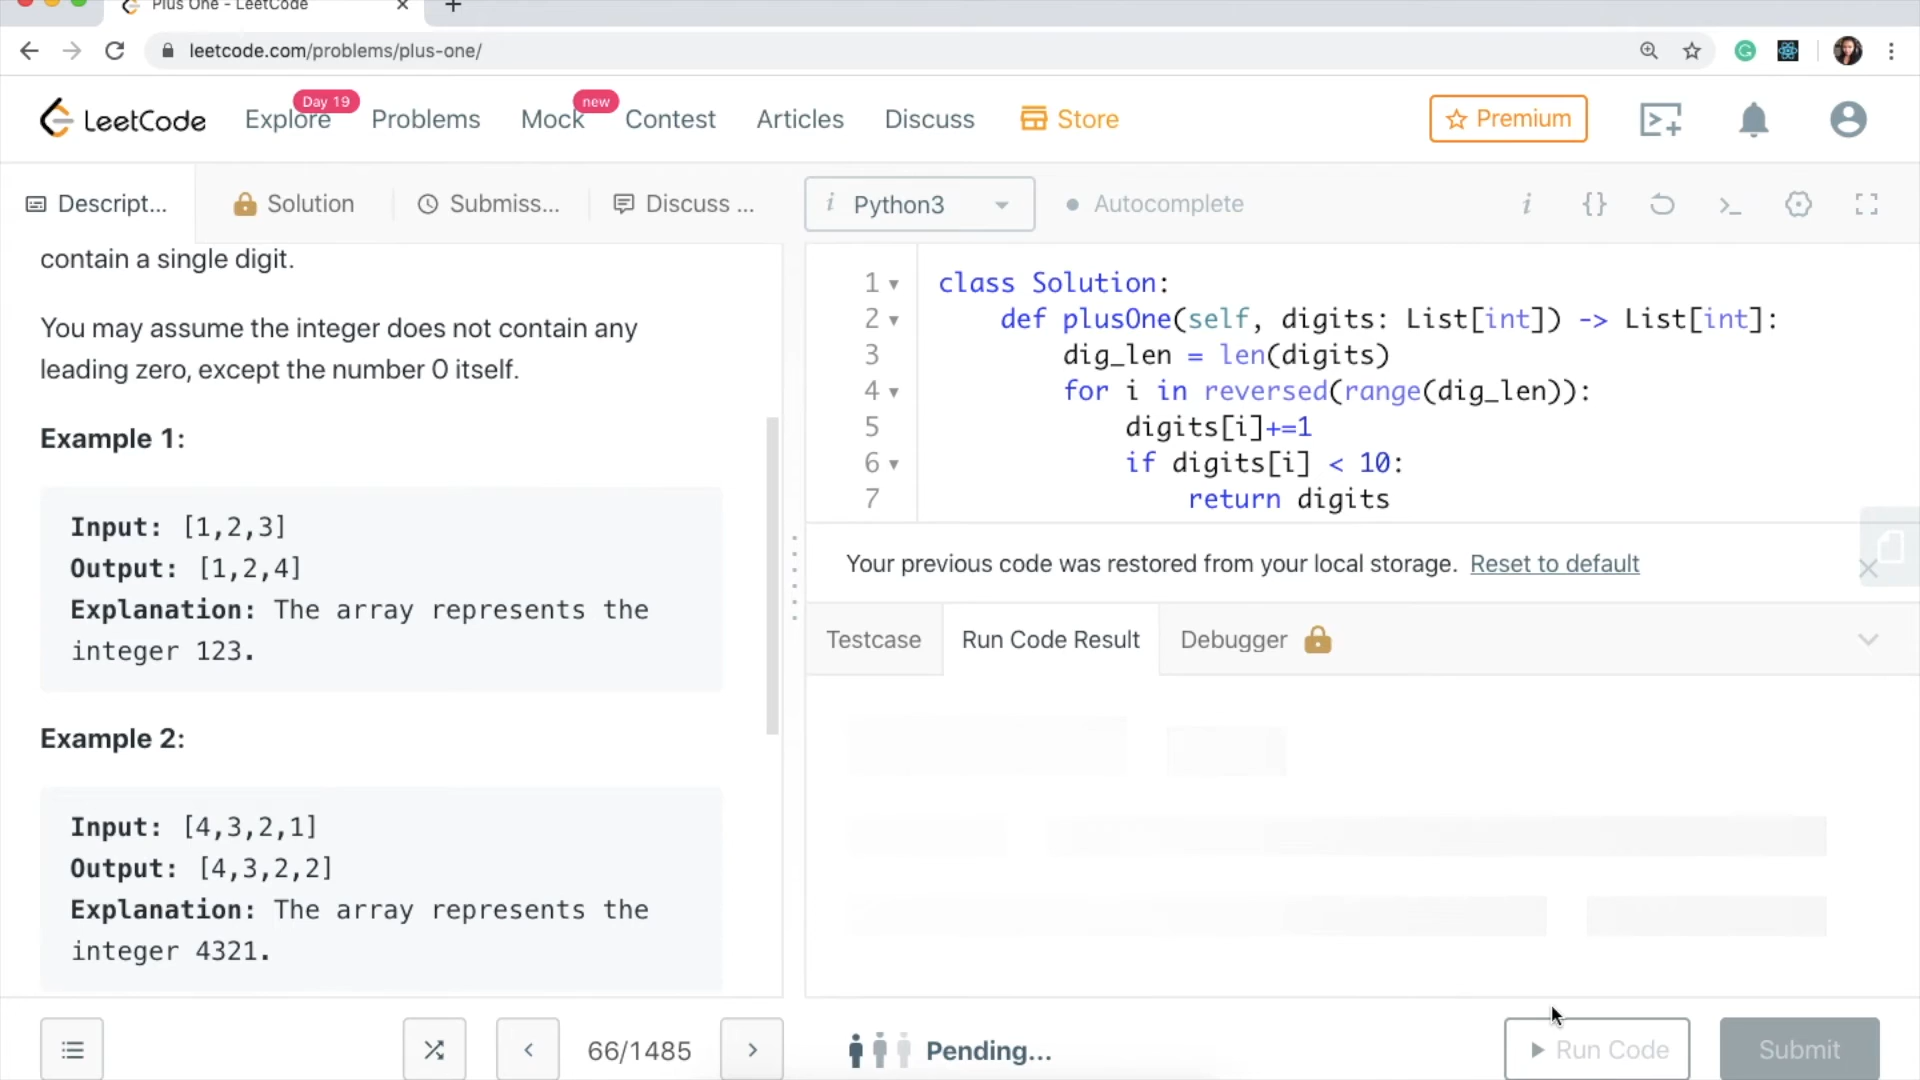 Plus One - LeetCode
leetcode.com/problems/plus-one/
LeetCode Explore Day 19 Problems Mock new Contest Articles Discuss Store Premium
Descript... Solution Submiss... Discuss ...
Python3 Autocomplete
contain a single digit.
You may assume the integer does not contain any
leading zero, except the number 0 itself.
Example 1:
Input: [1,2,3]
Output: [1,2,4]
Explanation: The array represents the
integer 123.
Example 2:
Input: [4,3,2,1]
Output: [4,3,2,2]
Explanation: The array represents the
integer 4321.
66/1485
1 class Solution:
2 def plusOne(self, digits: List[int]) -> List[int]:
3 dig_len = len(digits)
4 for i in reversed(range(dig_len)):
5 digits[i]+=1
6 if digits[i] < 10:
7 return digits
Your previous code was restored from your local storage. Reset to default
Testcase Run Code Result Debugger
Pending...
Run Code Submit